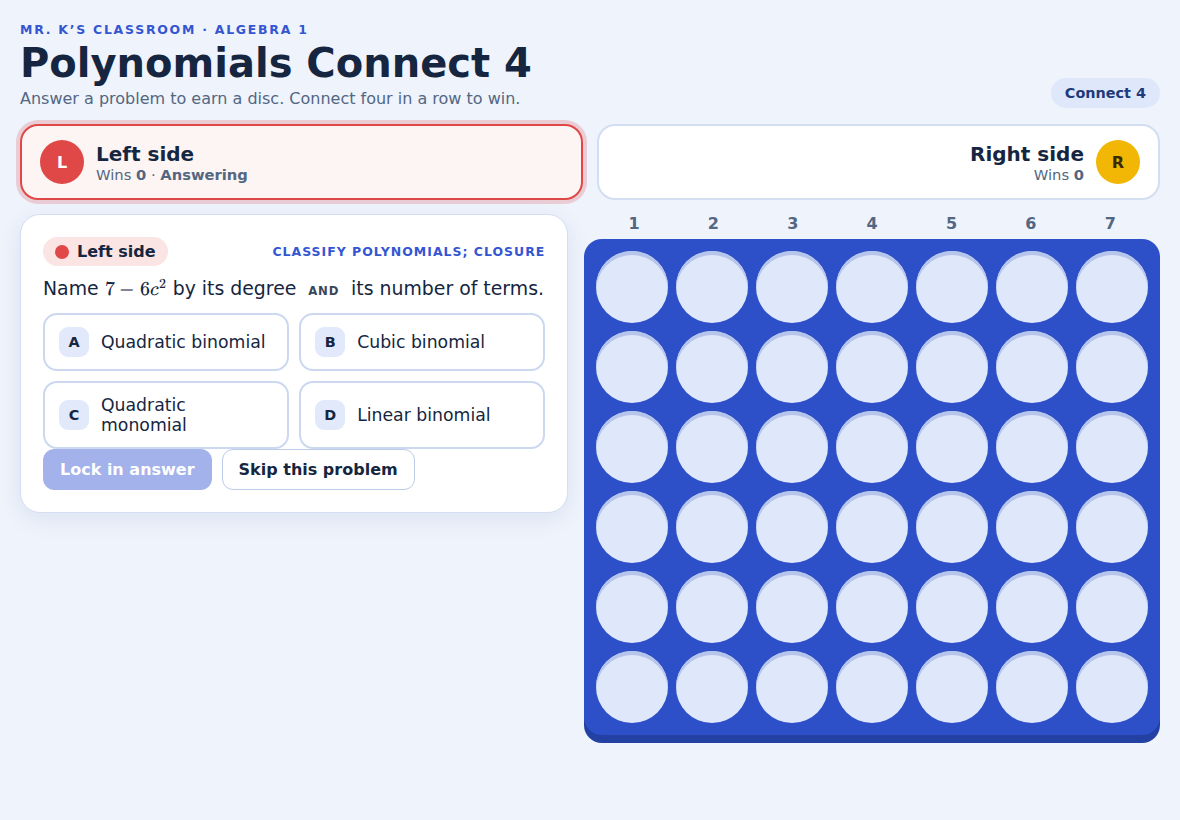 MR. K’S CLASSROOM · ALGEBRA 1
Polynomials Connect 4
Answer a problem to earn a disc. Connect four in a row to win.
Connect 4
L
Left side
Wins 0 · Answering
Right side
Wins 0
R
Left side
CLASSIFY POLYNOMIALS; CLOSURE
Name 7 − 6c² by its degree AND its number of terms.
A Quadratic binomial
B Cubic binomial
C Quadratic
monomial
D Linear binomial
Lock in answer
Skip this problem
1 2 3 4 5 6 7